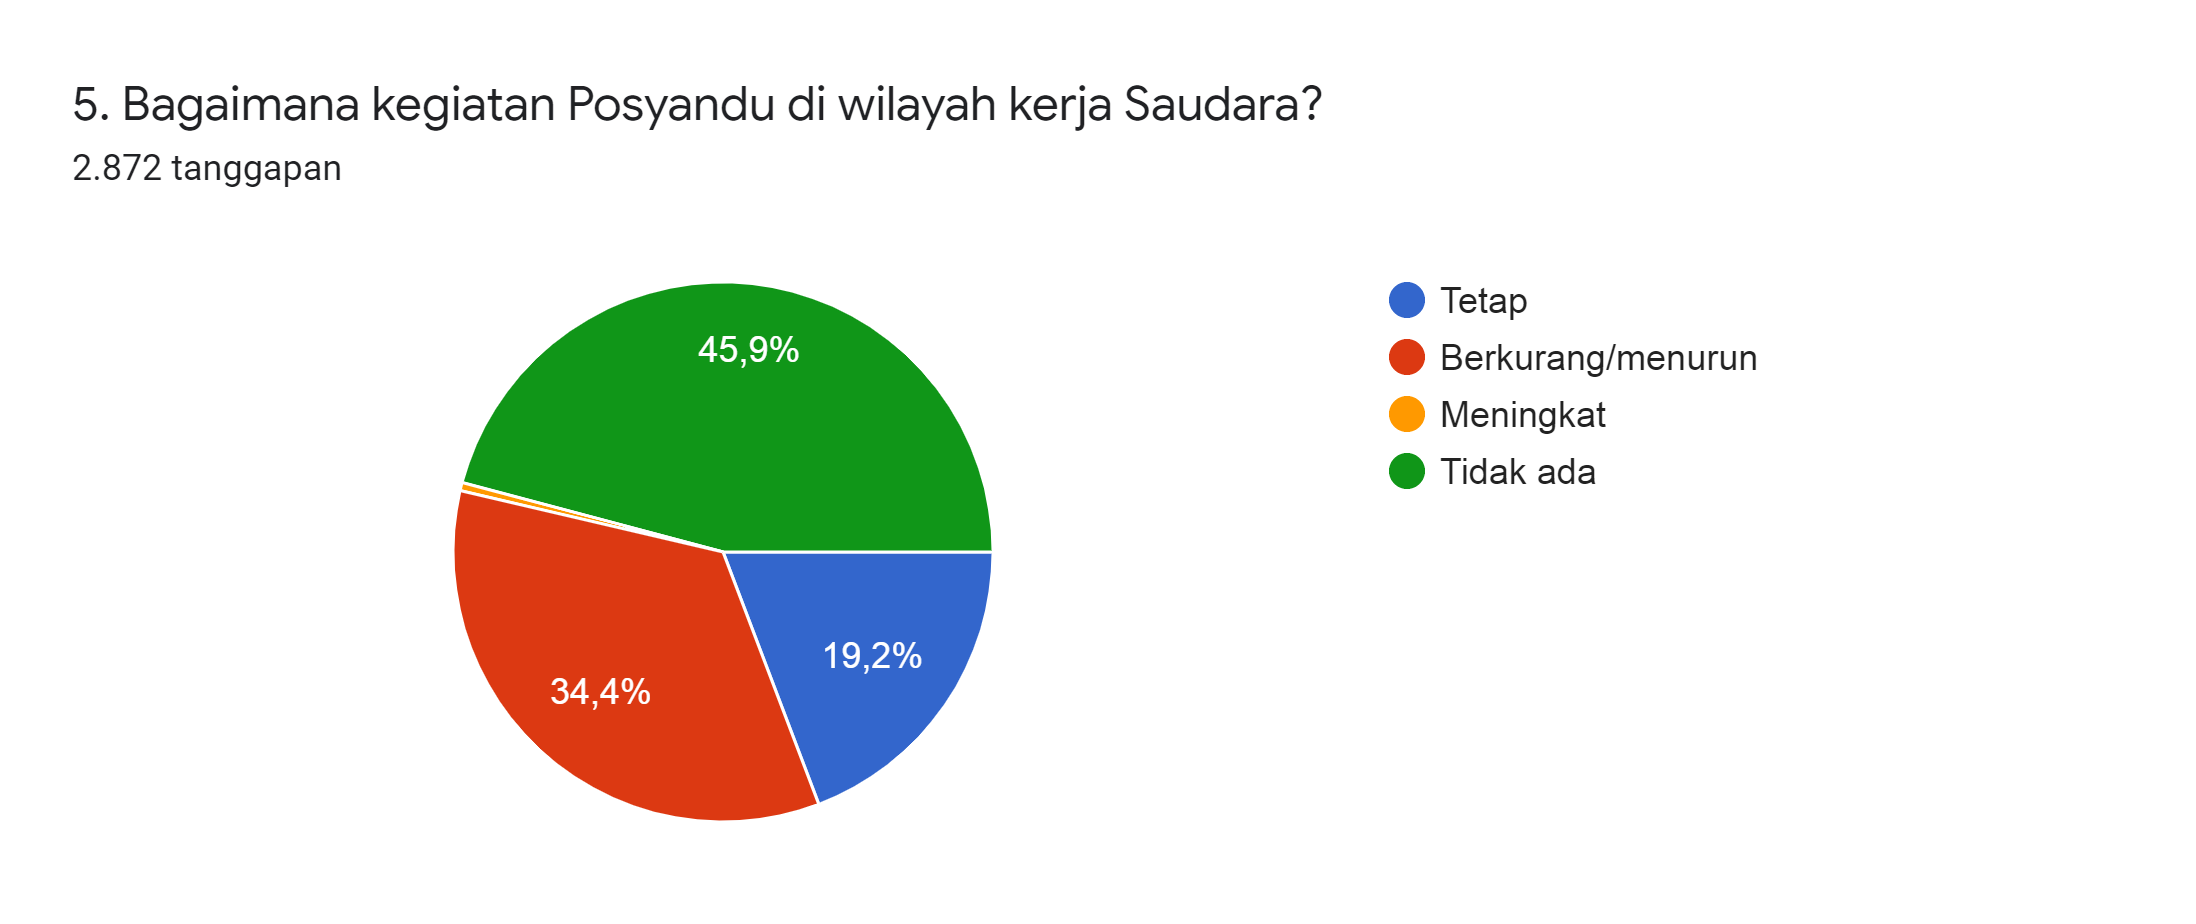 5. Bagaimana kegiatan Posyandu di wilayah kerja Saudara?
2.872 tanggapan
45,9%
19,2%
34,4%
Tetap
Berkurang/menurun
Meningkat
Tidak ada